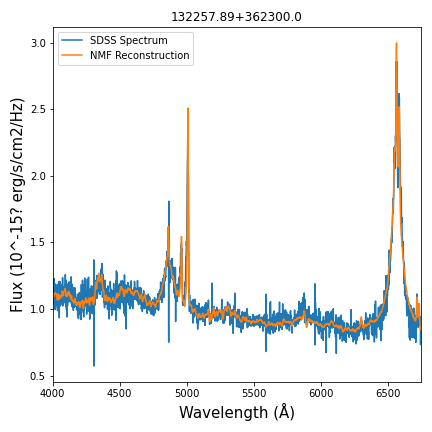 132257.89+362300.0
SDSS Spectrum
NMF Reconstruction
Flux (10^-15? erg/s/cm2/Hz)
3.0
2.5
2.0
1.5
1.0
0.5
4000 4500 5000 5500 6000 6500
Wavelength (Å)